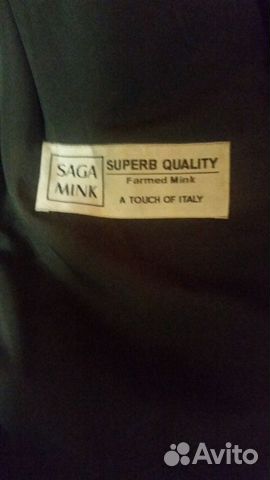 SAGA
MINK
SUPERB QUALITY
Farmed Mink
A TOUCH OF ITALY
Avito